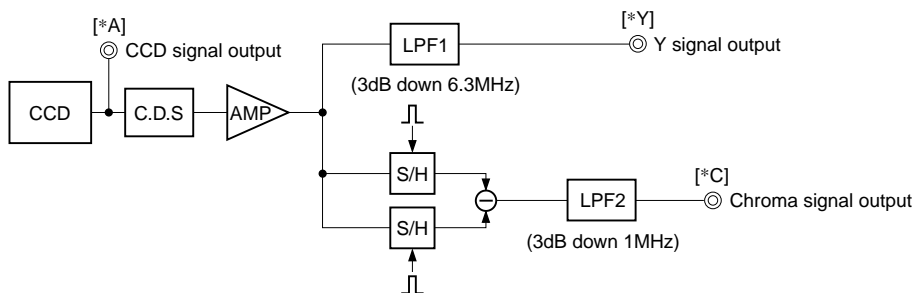 [*A]
CCD signal output
[*Y]
Y signal output
LPF1
(3dB down 6.3MHz)
CCD
C.D.S
AMP
S/H
S/H
[*C]
LPF2
Chroma signal output
(3dB down 1MHz)